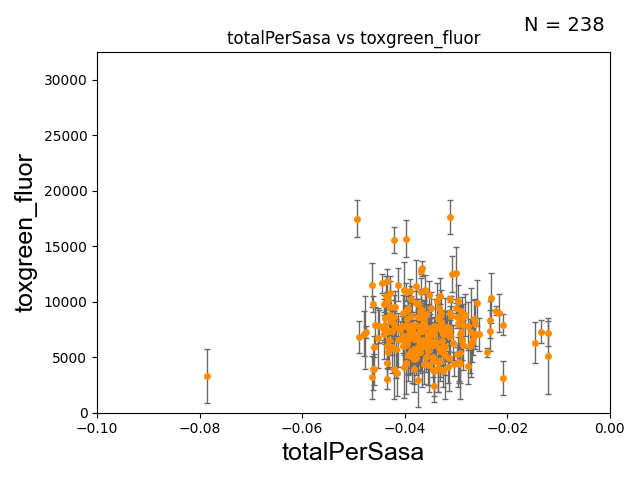 N = 238
totalPerSasa vs toxgreen_fluor
30000
25000
20000
15000
10000
5000
0
toxgreen_fluor
−0.10 −0.08 −0.06 −0.04 −0.02 0.00
totalPerSasa